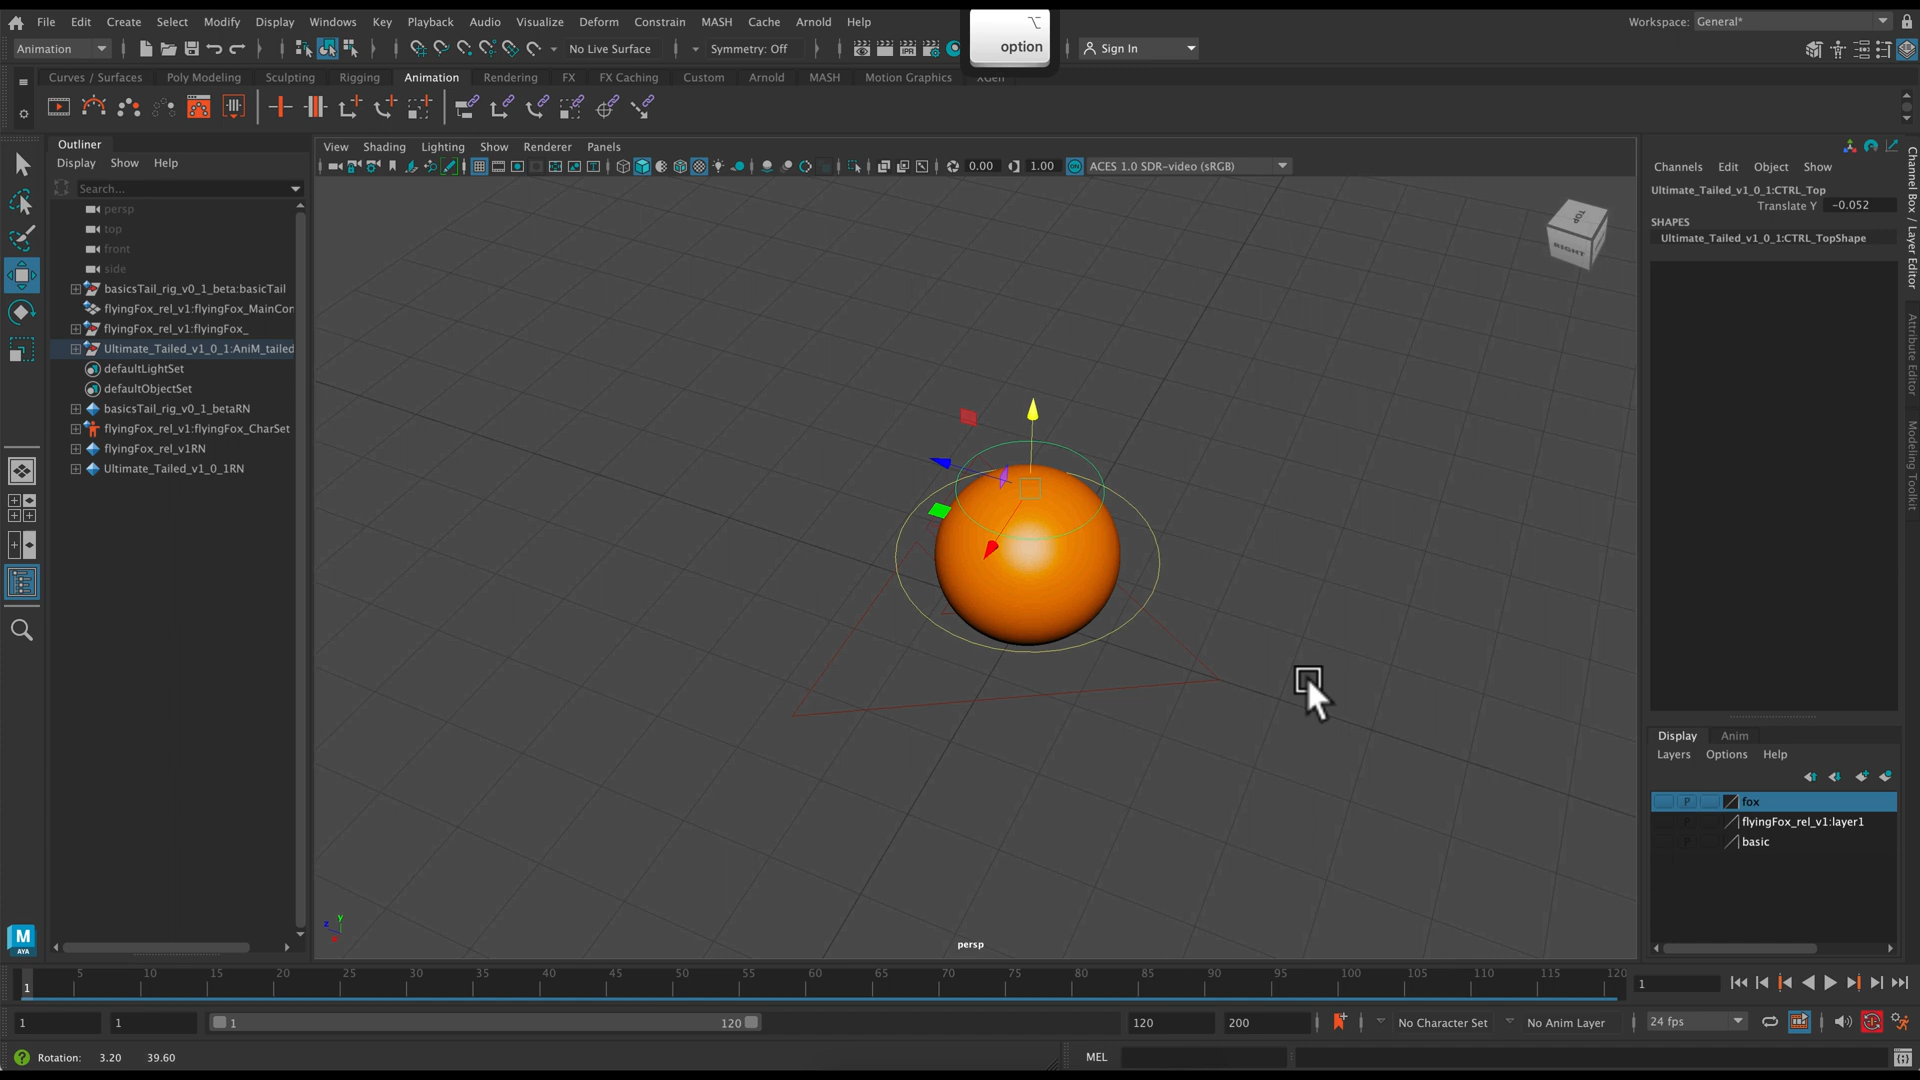 File Edit Create Select Modify Display Windows Key Playback Audio Visualize Deform Constrain MASH Cache Arnold Help
⌥
option
Workspace: General*
Animation
No Live Surface
Symmetry: Off
Sign In
Curves / Surfaces Poly Modeling Sculpting Rigging Animation Rendering FX FX Caching Custom Arnold MASH Motion Graphics XGen
IPR
Outliner
Display Show Help
Search...
persp
top
front
side
basicsTail_rig_v0_1_beta:basicTail
flyingFox_rel_v1:flyingFox_MainCon
flyingFox_rel_v1:flyingFox_
Ultimate_Tailed_v1_0_1:AniM_tailed
defaultLightSet
defaultObjectSet
basicsTail_rig_v0_1_betaRN
flyingFox_rel_v1:flyingFox_CharSet
flyingFox_rel_v1RN
Ultimate_Tailed_v1_0_1RN
View Shading Lighting Show Renderer Panels
0.00 1.00 ACES 1.0 SDR-video (sRGB)
TOP
RIGHT
persp
y
z
Channels Edit Object Show
Ultimate_Tailed_v1_0_1:CTRL_Top
Translate Y -0.052
SHAPES
Ultimate_Tailed_v1_0_1:CTRL_TopShape
Channel Box / Layer Editor
Attribute Editor
Modeling Toolkit
Display Anim
Layers Options Help
P fox
P flyingFox_rel_v1:layer1
P basic
M
AYA
5 10 15 20 25 30 35 40 45 50 55 60 65 70 75 80 85 90 95 100 105 110 115 120
1
1
1 1 1 120 120 200 No Character Set No Anim Layer 24 fps
Rotation: 3.20 39.60
MEL